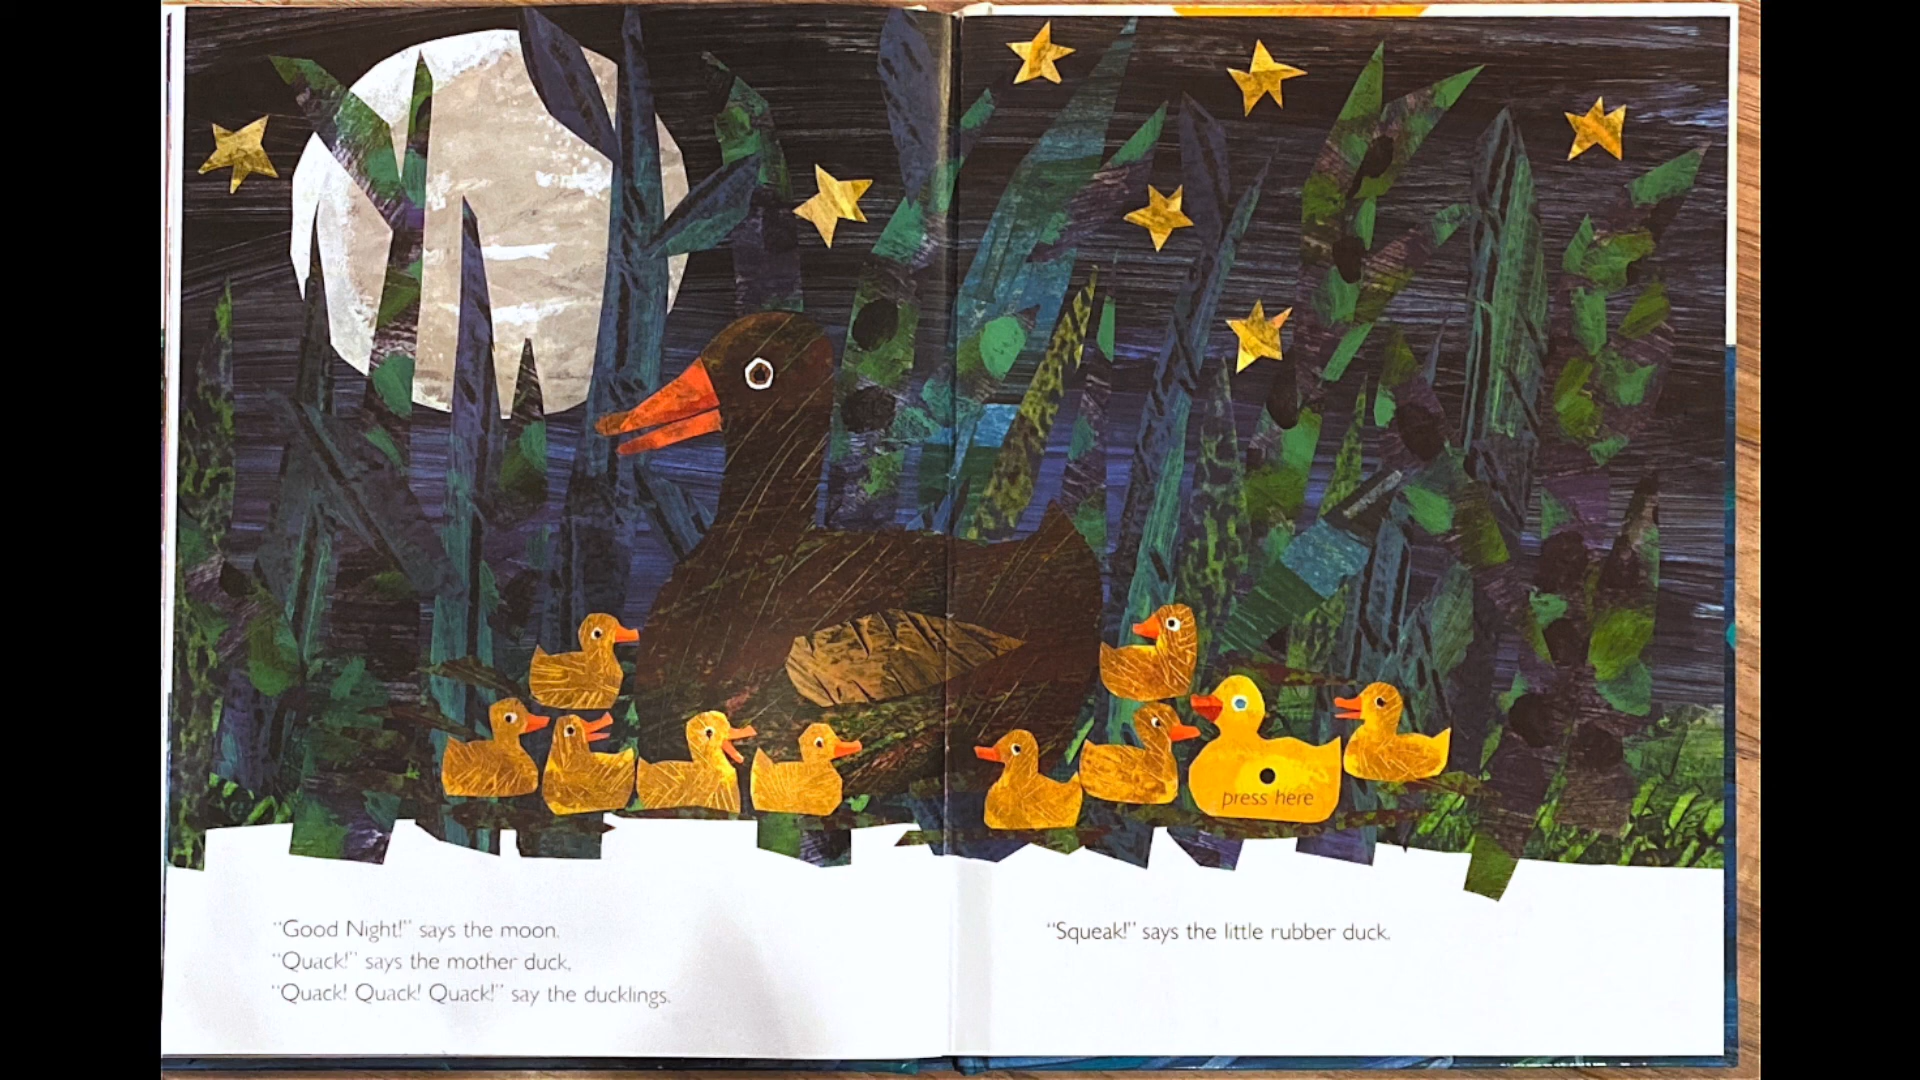 press here
"Good Night!" says the moon.
"Quack!" says the mother duck,
"Quack! Quack! Quack!" say the ducklings.
"Squeak!" says the little rubber duck.